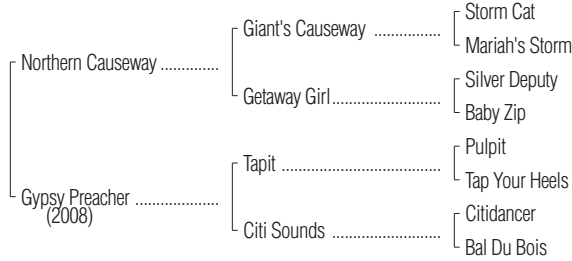 Storm Cat
Giant's Causeway ................
Mariah's Storm
Northern Causeway ..............
Silver Deputy
Getaway Girl..........................
Baby Zip
Pulpit
Tapit ......................................
Tap Your Heels
Gypsy Preacher ....................
(2008)
Citidancer
Citi Sounds ..........................
Bal Du Bois